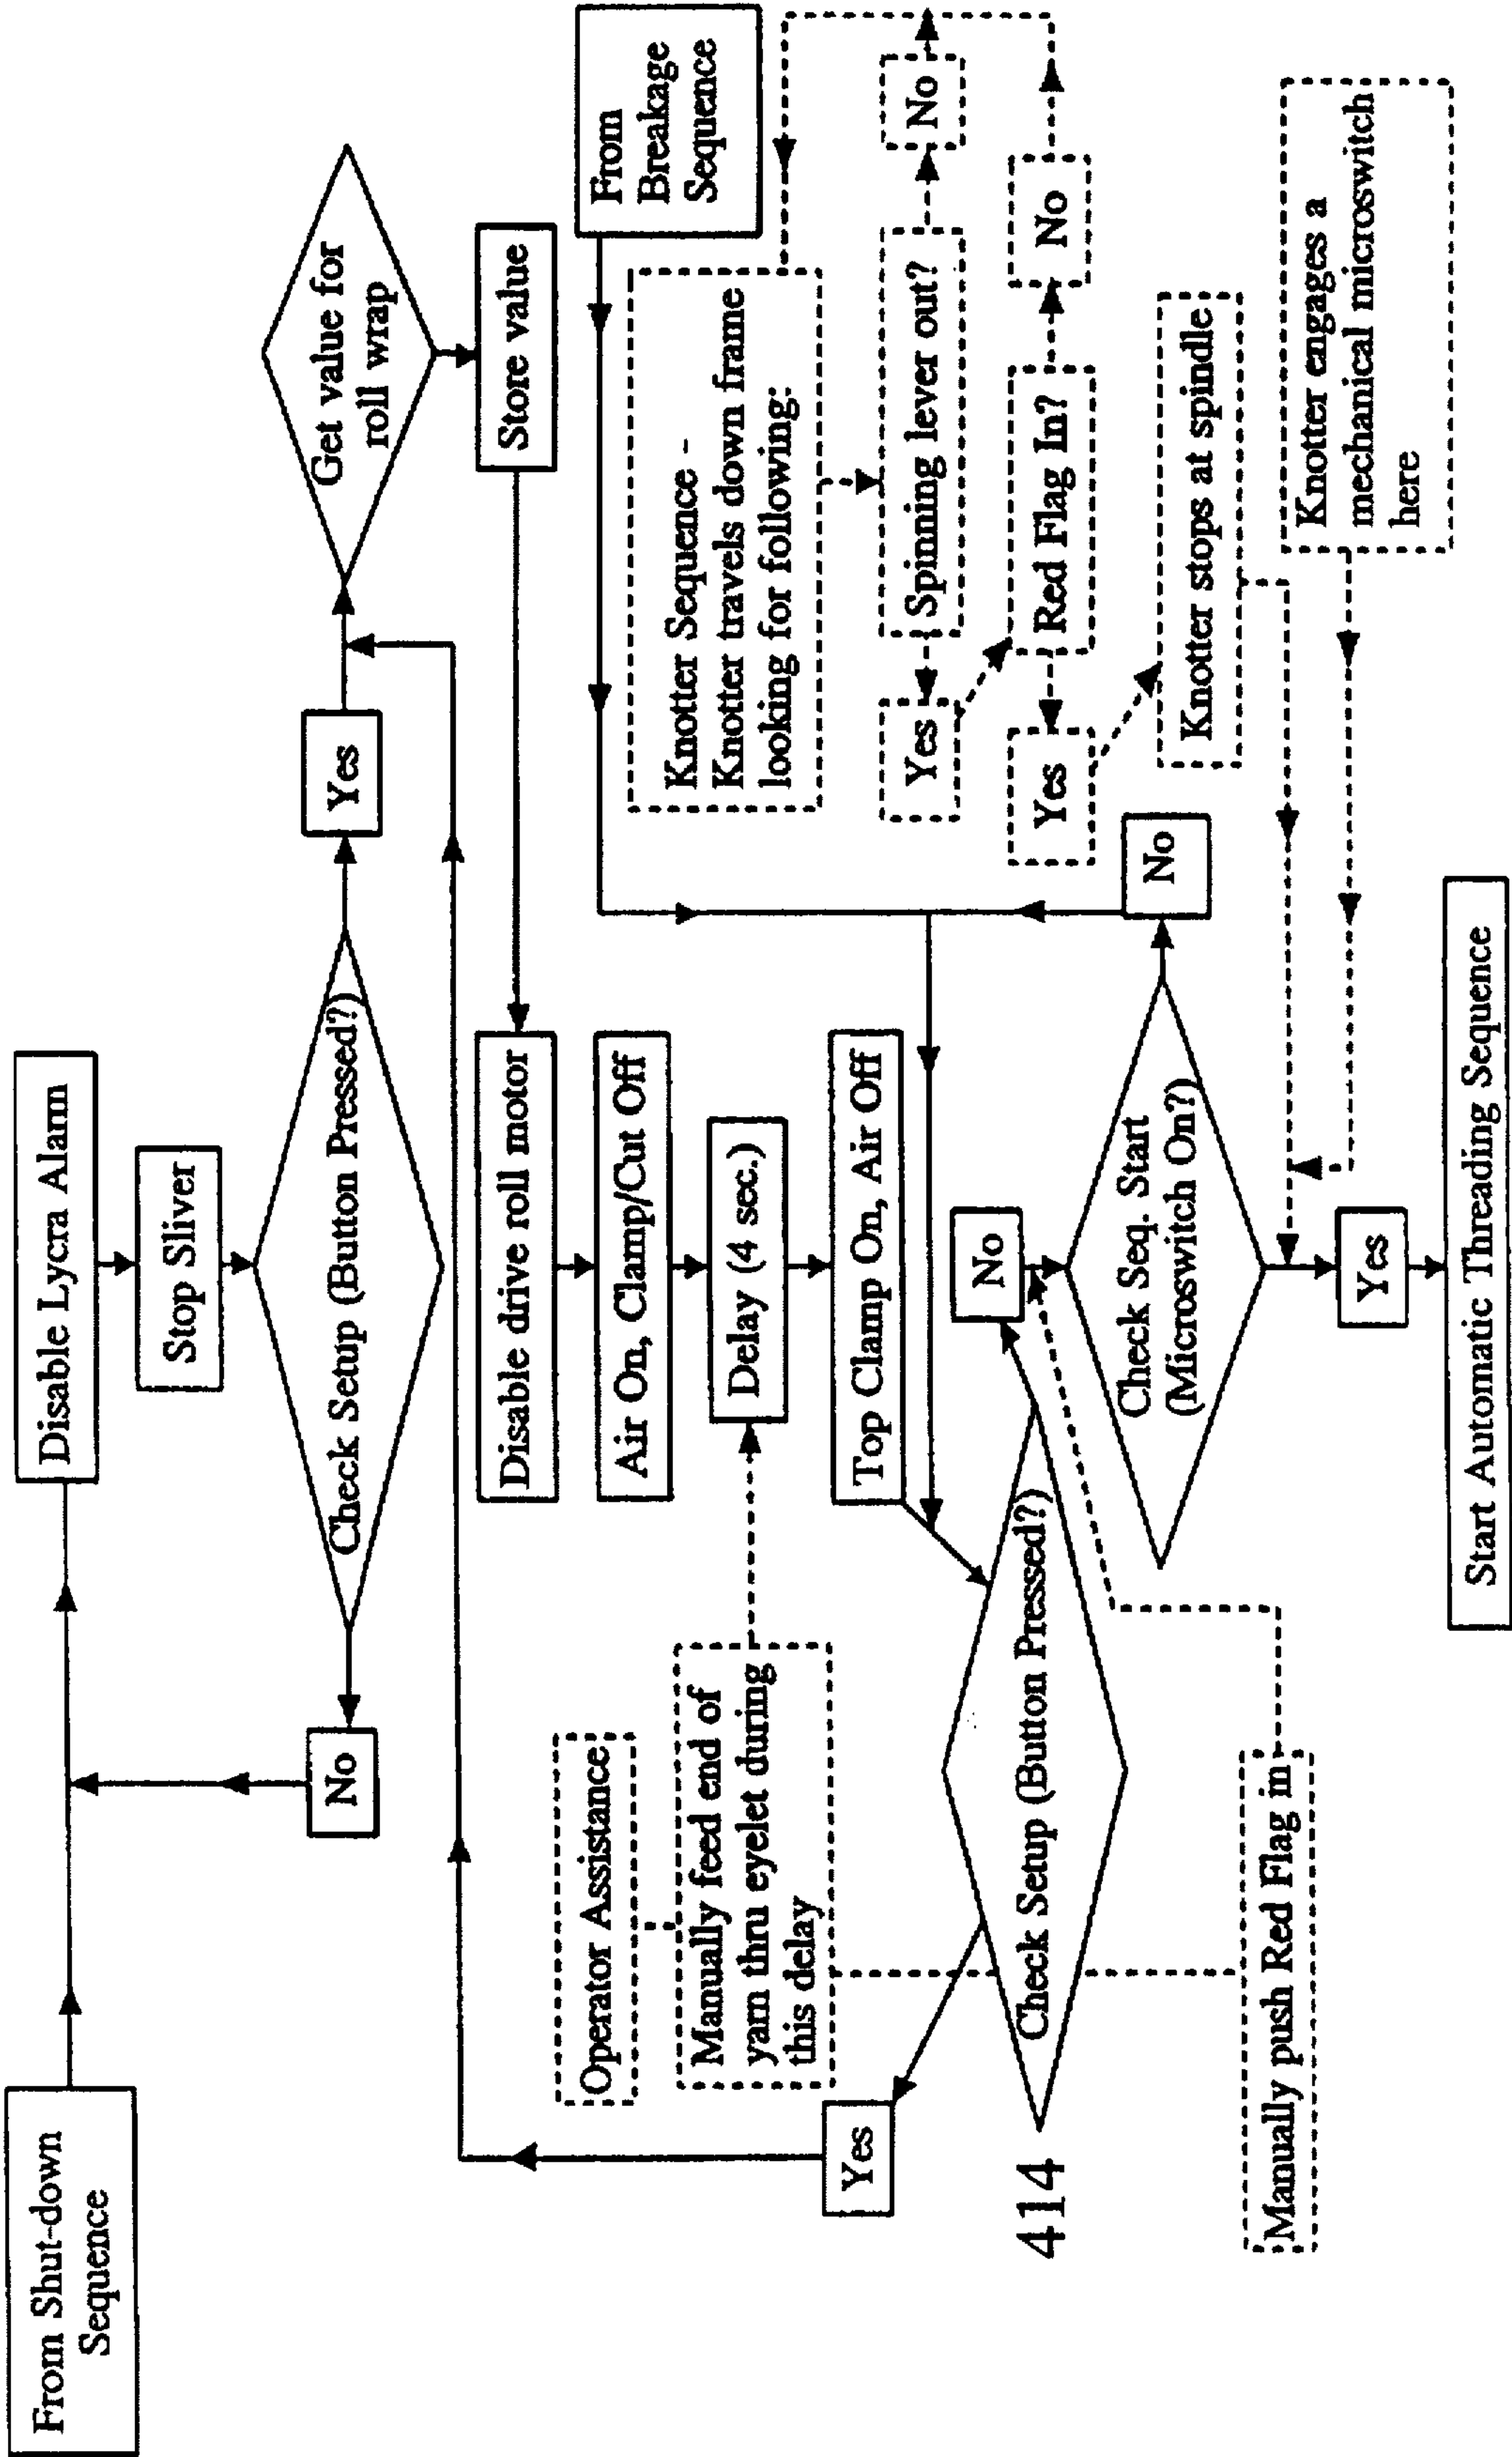 From Shut-down
Sequence
Disable Lycra Alarm
Stop Sliver
Check Setup (Button Pressed?)
No
Yes
Get value for
roll wrap
Store value
Disable drive roll motor
Air On, Clamp/Cut Off
Delay (4 sec.)
Top Clamp On, Air Off
Operator Assistance
Manually feed end of
yarn thru eyelet during
this delay
From
Breakage
Sequence
Knotter Sequence -
Knotter travels down frame
looking for following:
Yes
Spinning lever out?
No
Yes
Red Flag In?
No
Knotter stops at spindle
Knotter engages a
mechanical microswitch
here
Yes
414
Check Setup (Button Pressed?)
No
Manually push Red Flag in
Check Seq. Start
(Microswitch On?)
No
Yes
Start Automatic Threading Sequence